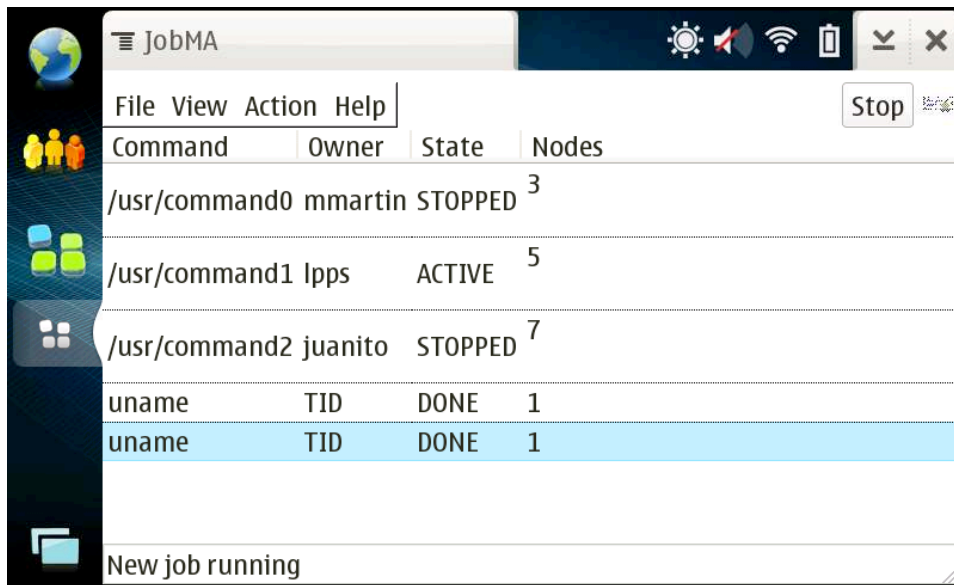 JobMA
File View Action Help Stop
Command Owner State Nodes
/usr/command0 mmartin STOPPED 3
/usr/command1 lpps ACTIVE 5
/usr/command2 juanito STOPPED 7
uname TID DONE 1
uname TID DONE 1
New job running